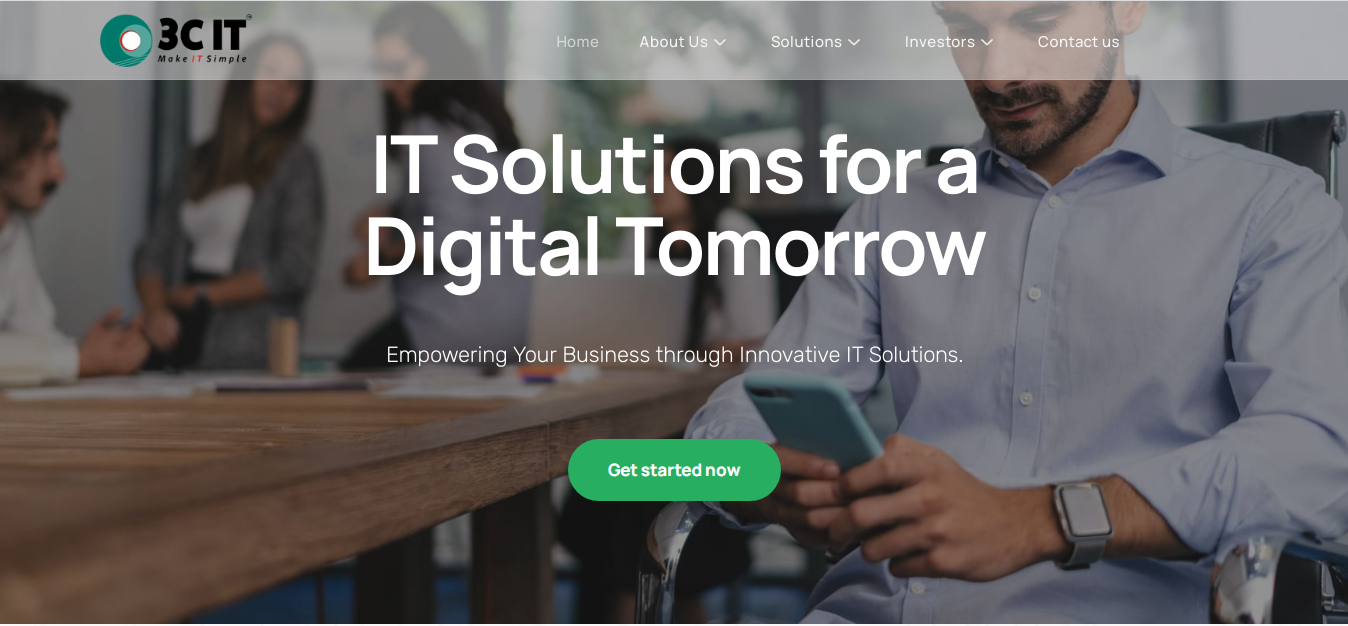 3C IT
Make IT Simple
Home About Us Solutions Investors Contact us
IT Solutions for a
Digital Tomorrow
Empowering Your Business through Innovative IT Solutions.
Get started now